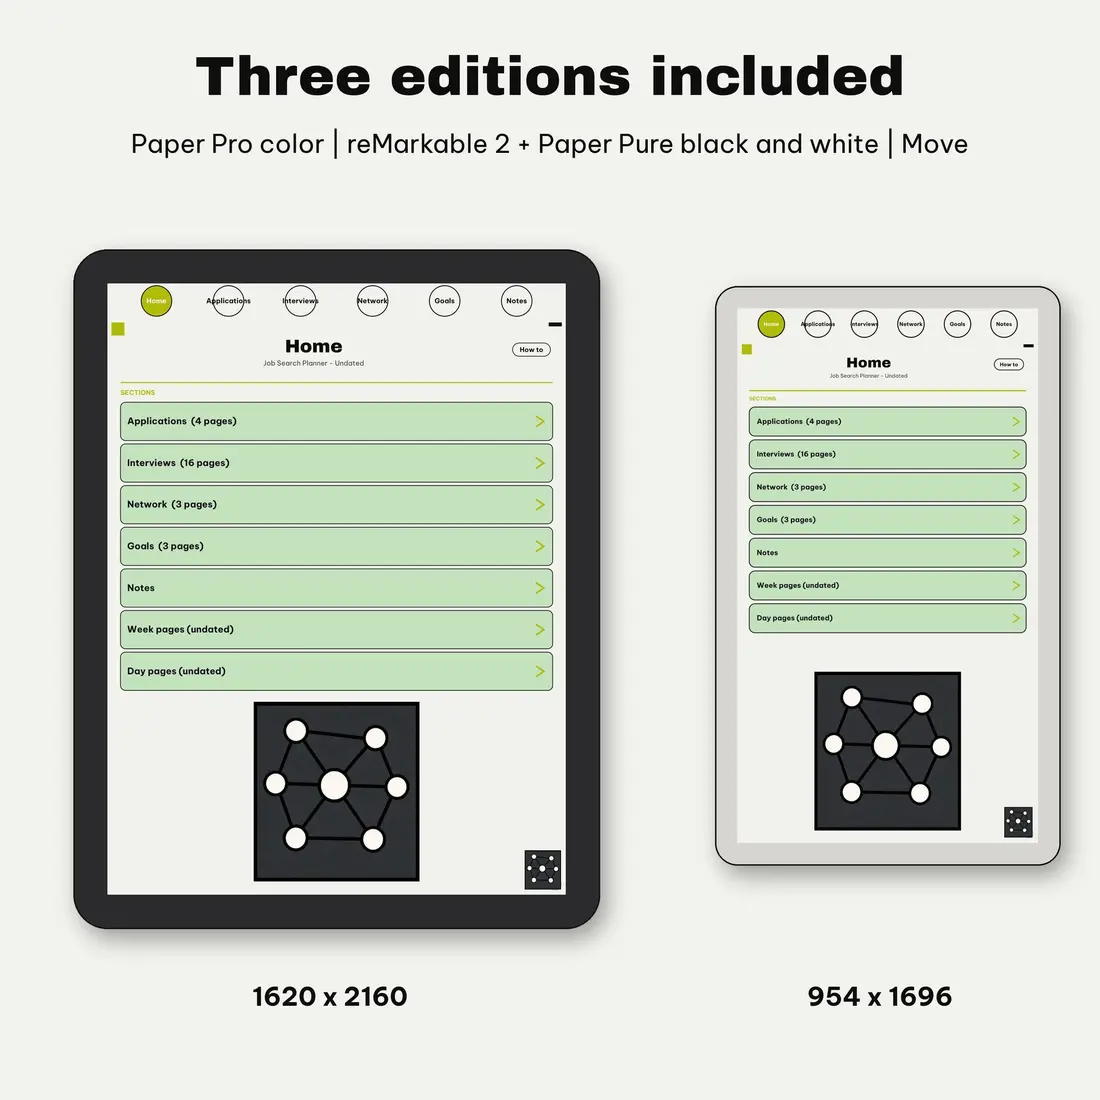 Three editions included
Paper Pro color | reMarkable 2 + Paper Pure black and white | Move
Home Applications Interviews Network Goals Notes
Home
How to
Job Search Planner - Undated
SECTIONS
Applications (4 pages)
Interviews (16 pages)
Network (3 pages)
Goals (3 pages)
Notes
Week pages (undated)
Day pages (undated)
1620 x 2160
Home Applications Interviews Network Goals Notes
Home
How to
Job Search Planner - Undated
SECTIONS
Applications (4 pages)
Interviews (16 pages)
Network (3 pages)
Goals (3 pages)
Notes
Week pages (undated)
Day pages (undated)
954 x 1696